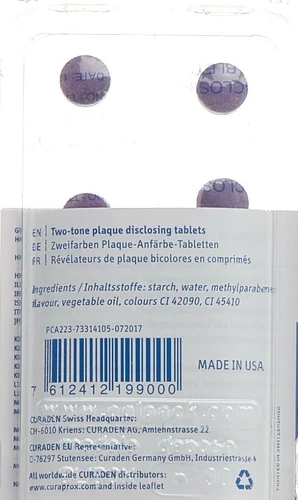 EN | Two-tone plaque disclosing tablets
DE | Zweifarben Plaque-Anfärbe-Tabletten
FR | Révélateurs de plaque bicolores en comprimés
Ingredients / Inhaltsstoffe: starch, water, methylparaben,
flavour, vegetable oil, colours CI 42090, CI 45410
PCA223-73314105-072017
MADE IN USA
7 612412 199000
CURADEN Swiss Headquarter:
CH-6010 Kriens: CURADEN AG, Amlehnstrasse 22
CURADEN EU Representative:
D-76297 Stutensee: Curaden Germany GmbH, Industriestrasse 4
All worldwide CURADEN distributors:
www.curaprox.com and inside leaflet